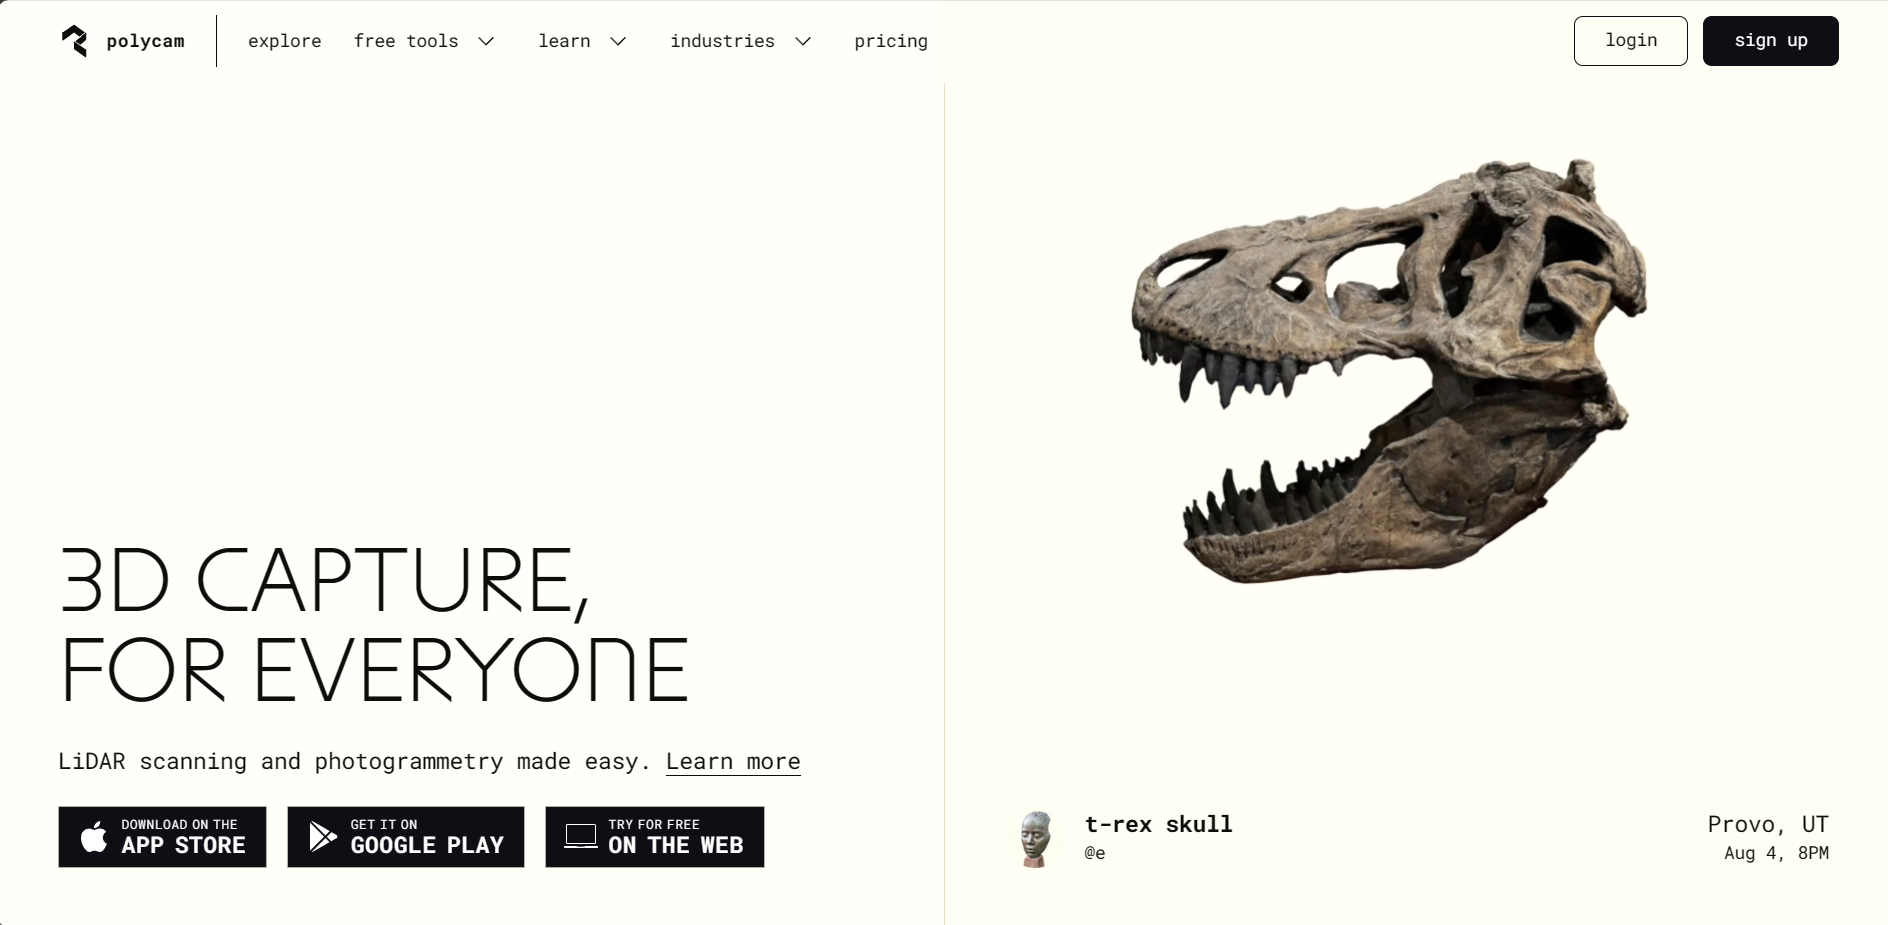 polycam
explore
free tools
learn
industries
pricing
login
sign up
3D CAPTURE,
FOR EVERYONE
LiDAR scanning and photogrammetry made easy. Learn more
DOWNLOAD ON THE
APP STORE
GET IT ON
GOOGLE PLAY
TRY FOR FREE
ON THE WEB
t-rex skull
@e
Provo, UT
Aug 4, 8PM